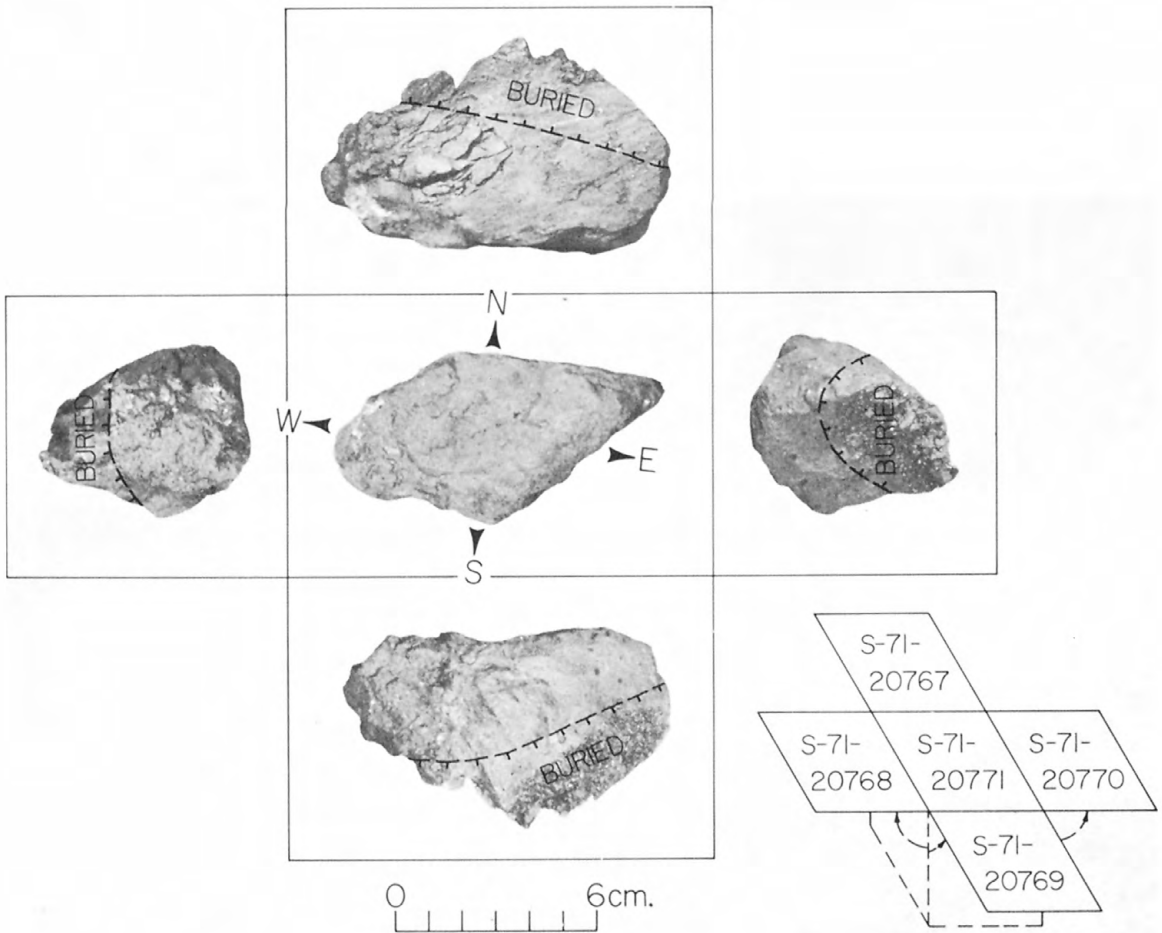 BURIED
N
BURIED
W
E
BURIED
S
BURIED
S-71-
20767
S-71-
20768
S-71-
20771
S-71-
20770
S-71-
20769
0 6cm.